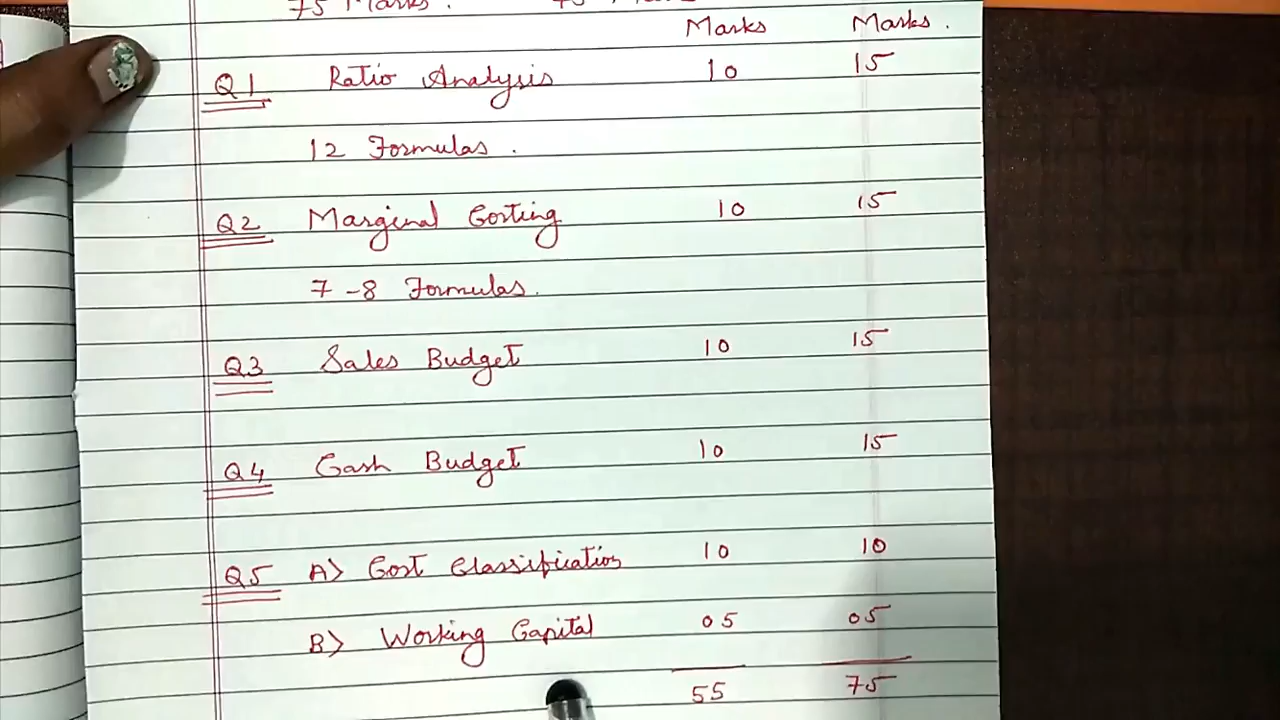 75 Marks.
Marks Marks.
Q1 Ratio Analysis 10 15
12 Formulas.
Q2 Marginal Costing 10 15
7-8 Formulas.
Q3 Sales Budget 10 15
Q4 Cash Budget 10 15
Q5 A) Cost Classification 10 10
B) Working Capital 05 05
55 75